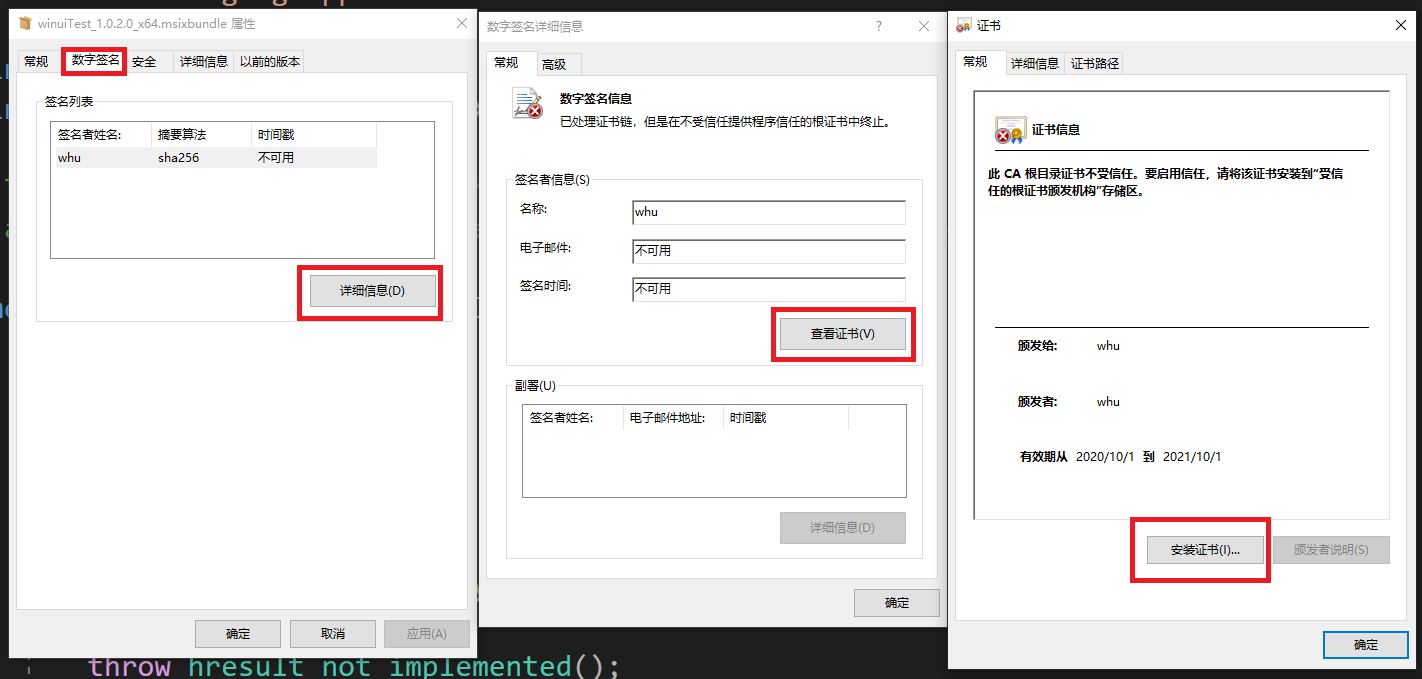 winuiTest_1.0.2.0_x64.msixbundle 属性
常规 数字签名 安全 详细信息 以前的版本
签名列表
签名者姓名: 摘要算法 时间戳
whu sha256 不可用
详细信息(D)
确定 取消 应用(A)
数字签名详细信息 ?
常规 高级
数字签名信息
已处理证书链，但是在不受信任提供程序信任的根证书中终止。
签名者信息(S)
名称: whu
电子邮件: 不可用
签名时间: 不可用
查看证书(V)
副署(U)
签名者姓名: 电子邮件地址: 时间戳
详细信息(D)
确定
证书
常规 详细信息 证书路径
证书信息
此 CA 根目录证书不受信任。要启用信任，请将该证书安装到“受信
任的根证书颁发机构”存储区。
颁发给: whu
颁发者: whu
有效期从 2020/10/1 到 2021/10/1
安装证书(I)... 颁发者说明(S)
确定
throw hresult_not_implemented();